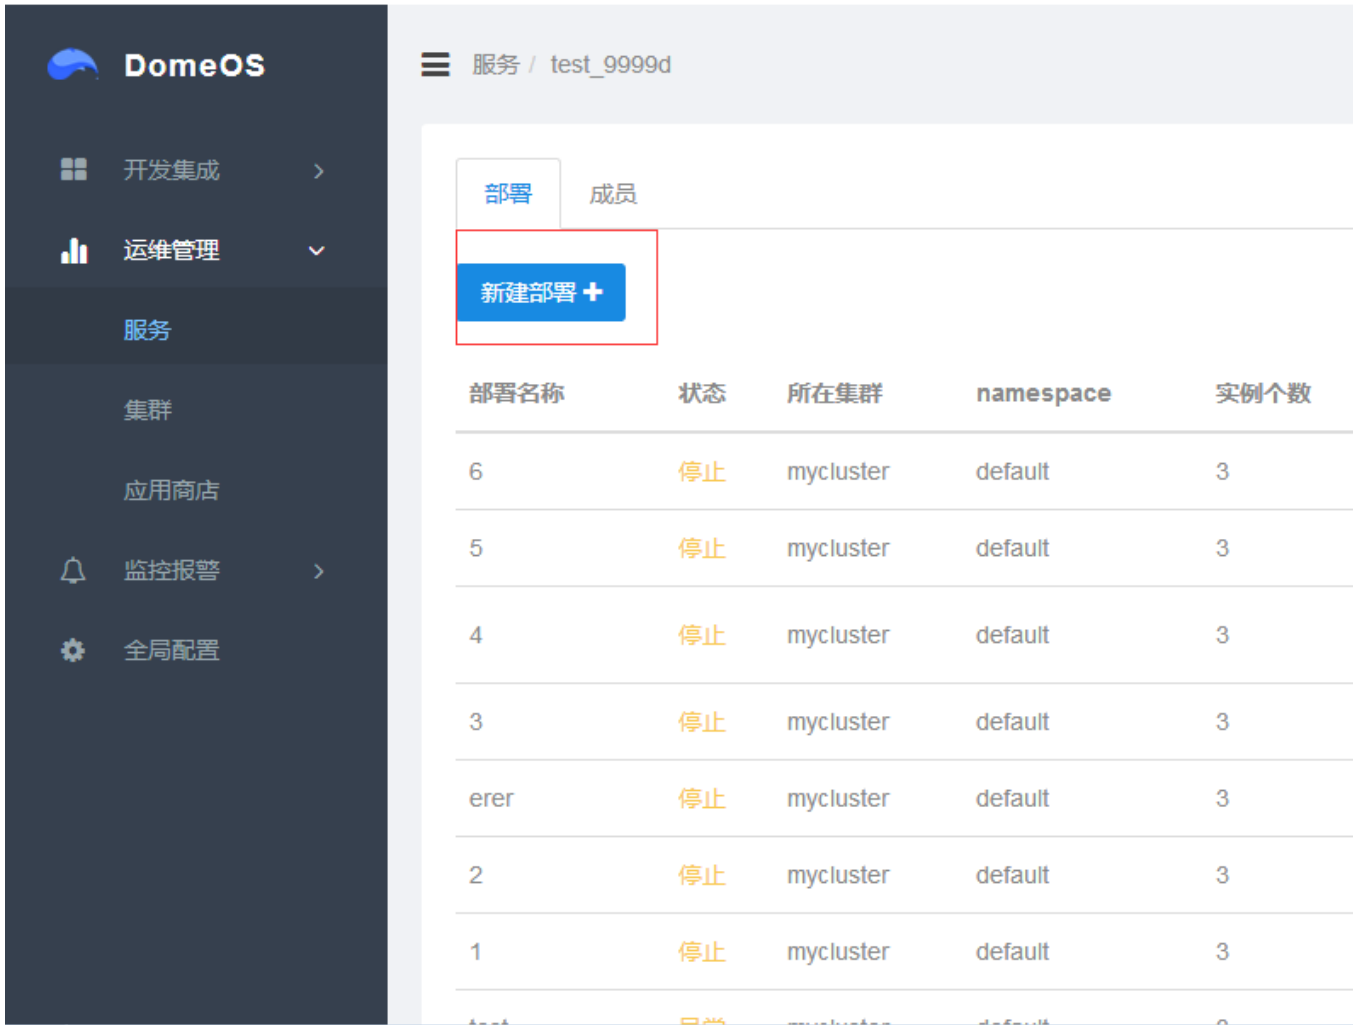 DomeOS
服务 / test_9999d
开发集成
运维管理
服务
集群
应用商店
监控报警
全局配置
部署 成员
新建部署
部署名称 状态 所在集群 namespace 实例个数
6 停止 mycluster default 3
5 停止 mycluster default 3
4 停止 mycluster default 3
3 停止 mycluster default 3
erer 停止 mycluster default 3
2 停止 mycluster default 3
1 停止 mycluster default 3